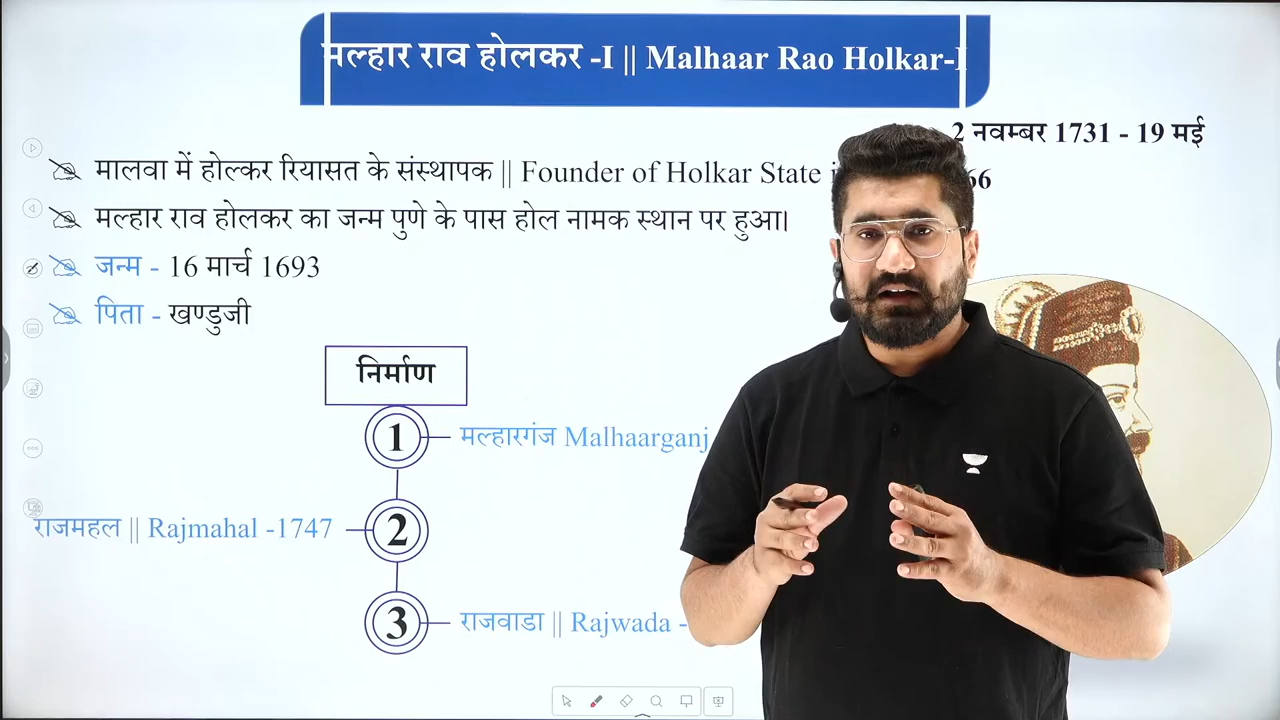 मल्हार राव होलकर -I || Malhaar Rao Holkar-I
2 नवम्बर 1731 - 19 मई
66
मालवा में होल्कर रियासत के संस्थापक || Founder of Holkar State
मल्हार राव होलकर का जन्म पुणे के पास होल नामक स्थान पर हुआ।
जन्म - 16 मार्च 1693
पिता - खण्डुजी
निर्माण
1
मल्हारगंज Malhaarganj
राजमहल || Rajmahal -1747
2
3
राजवाडा || Rajwada -